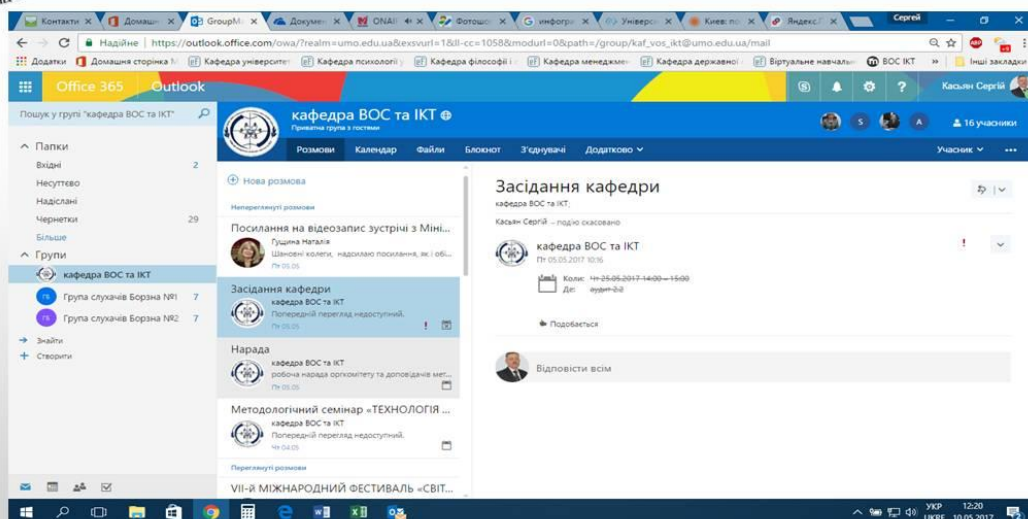 Контакти
Домашн
GroupM
Докумен
ONAII
Фотошоп
инфогра
Універс
Киев: по
Яндекс.
Сергій
Надійне | https://outlook.office.com/owa/?realm=umo.edu.ua&exsvurl=1&ll-cc=1058&modurl=0&path=/group/kaf_vos_ikt@umo.edu.ua/mail
Додатки Домашня сторінка М Кафедра університет Кафедра психології у Кафедра філософії і Кафедра менеджмен Кафедра державної Віртуальне навчаль ВОС ІКТ » Інші закладки
Office 365 Outlook Касьян Сергій
Пошук у групі "кафедра ВОС та ІКТ"
Папки
Вхідні 2
Несуттєво
Надіслані
Чернетки 29
Більше
Групи
кафедра ВОС та ІКТ
Група слухачів Борзна №1 7
Група слухачів Борзна №2 7
Знайти
Створити
кафедра ВОС та ІКТ
Приватна група з гостями
S A 16 учасники
Розмови Календар Файли Блокнот З'єднувачі Додатково Учасник
Нова розмова
Непереглянуті розмови
Посилання на відеозапис зустрічі з Міні...
Гущина Наталія
Шановні колеги, надсилаю посилання, як і обі...
Пт 05.05
Засідання кафедри
кафедра ВОС та ІКТ
Попередній перегляд недоступний.
Пт 05.05
Нарада
кафедра ВОС та ІКТ
робоча нарада оргкомітету та доповідачів мет...
Пт 05.05
Методологічний семінар «ТЕХНОЛОГІЯ ...
кафедра ВОС та ІКТ
Попередній перегляд недоступний.
Чт 04.05
Переглянуті розмови
VII-й МІЖНАРОДНИЙ ФЕСТИВАЛЬ «СВІТ...
Засідання кафедри
кафедра ВОС та ІКТ;
Касьян Сергій – подію скасовано
кафедра ВОС та ІКТ
Пт 05.05.2017 10:16
Коли: Чт 25.05.2017 14:00 – 15:00
Де: аудит 2.2
Подобається
Відповісти всім
УКР 12:20
UKRE 10.05.2017